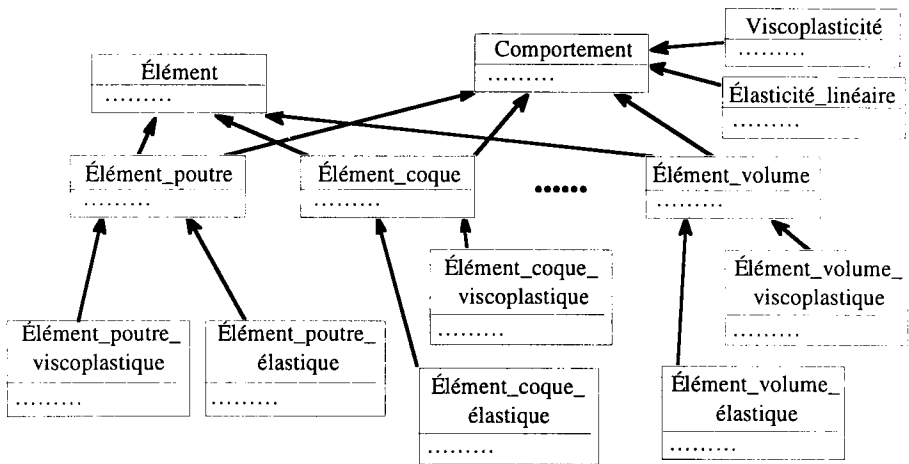 Viscoplasticité
.........
Comportement
.........
Élément
.........
Élasticité_linéaire
.........
Élément_poutre
.........
Élément_coque
.........
......
Élément_volume
.........
Élément_coque_
viscoplastique
.........
Élément_volume_
viscoplastique
.........
Élément_poutre_
viscoplastique
.........
Élément_poutre_
élastique
.........
Élément_coque_
élastique
.........
Élément_volume_
élastique
.........